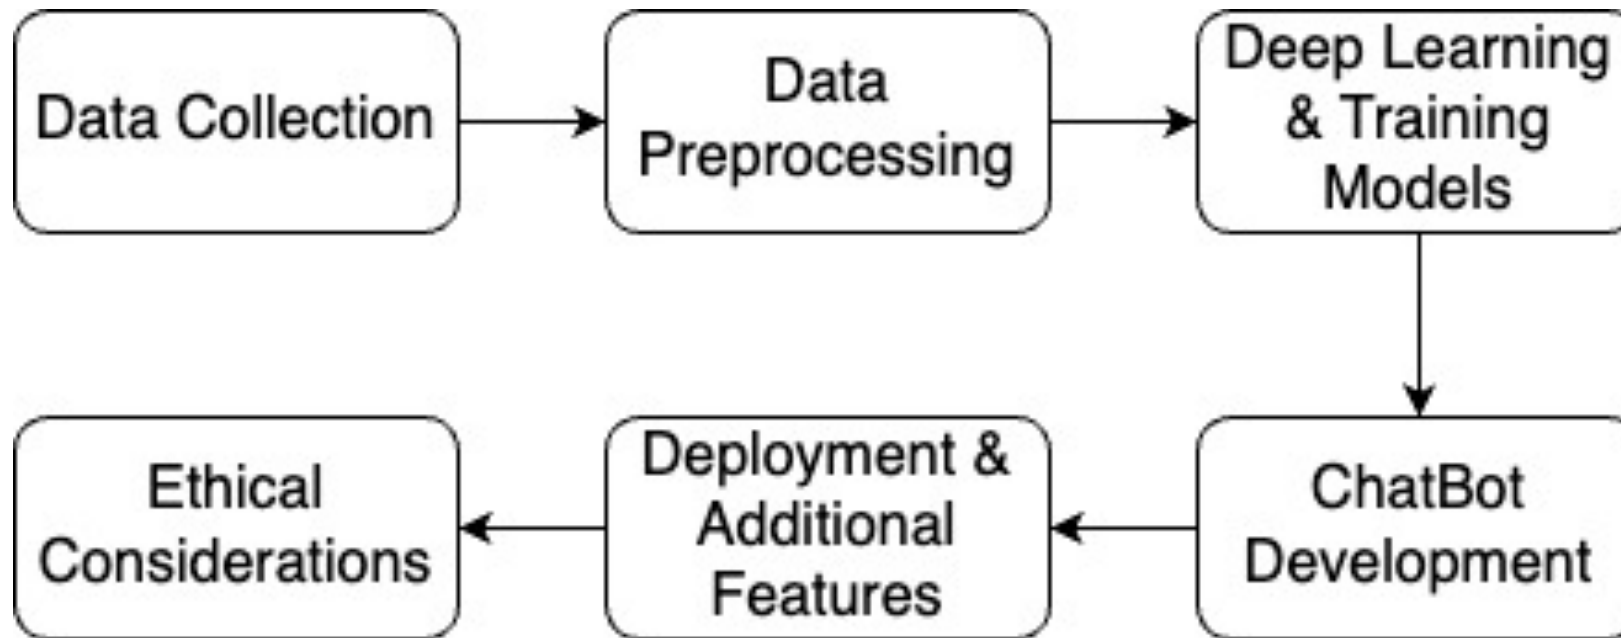 Data Collection
Data
Preprocessing
Deep Learning
& Training
Models
Ethical
Considerations
Deployment &
Additional
Features
ChatBot
Development